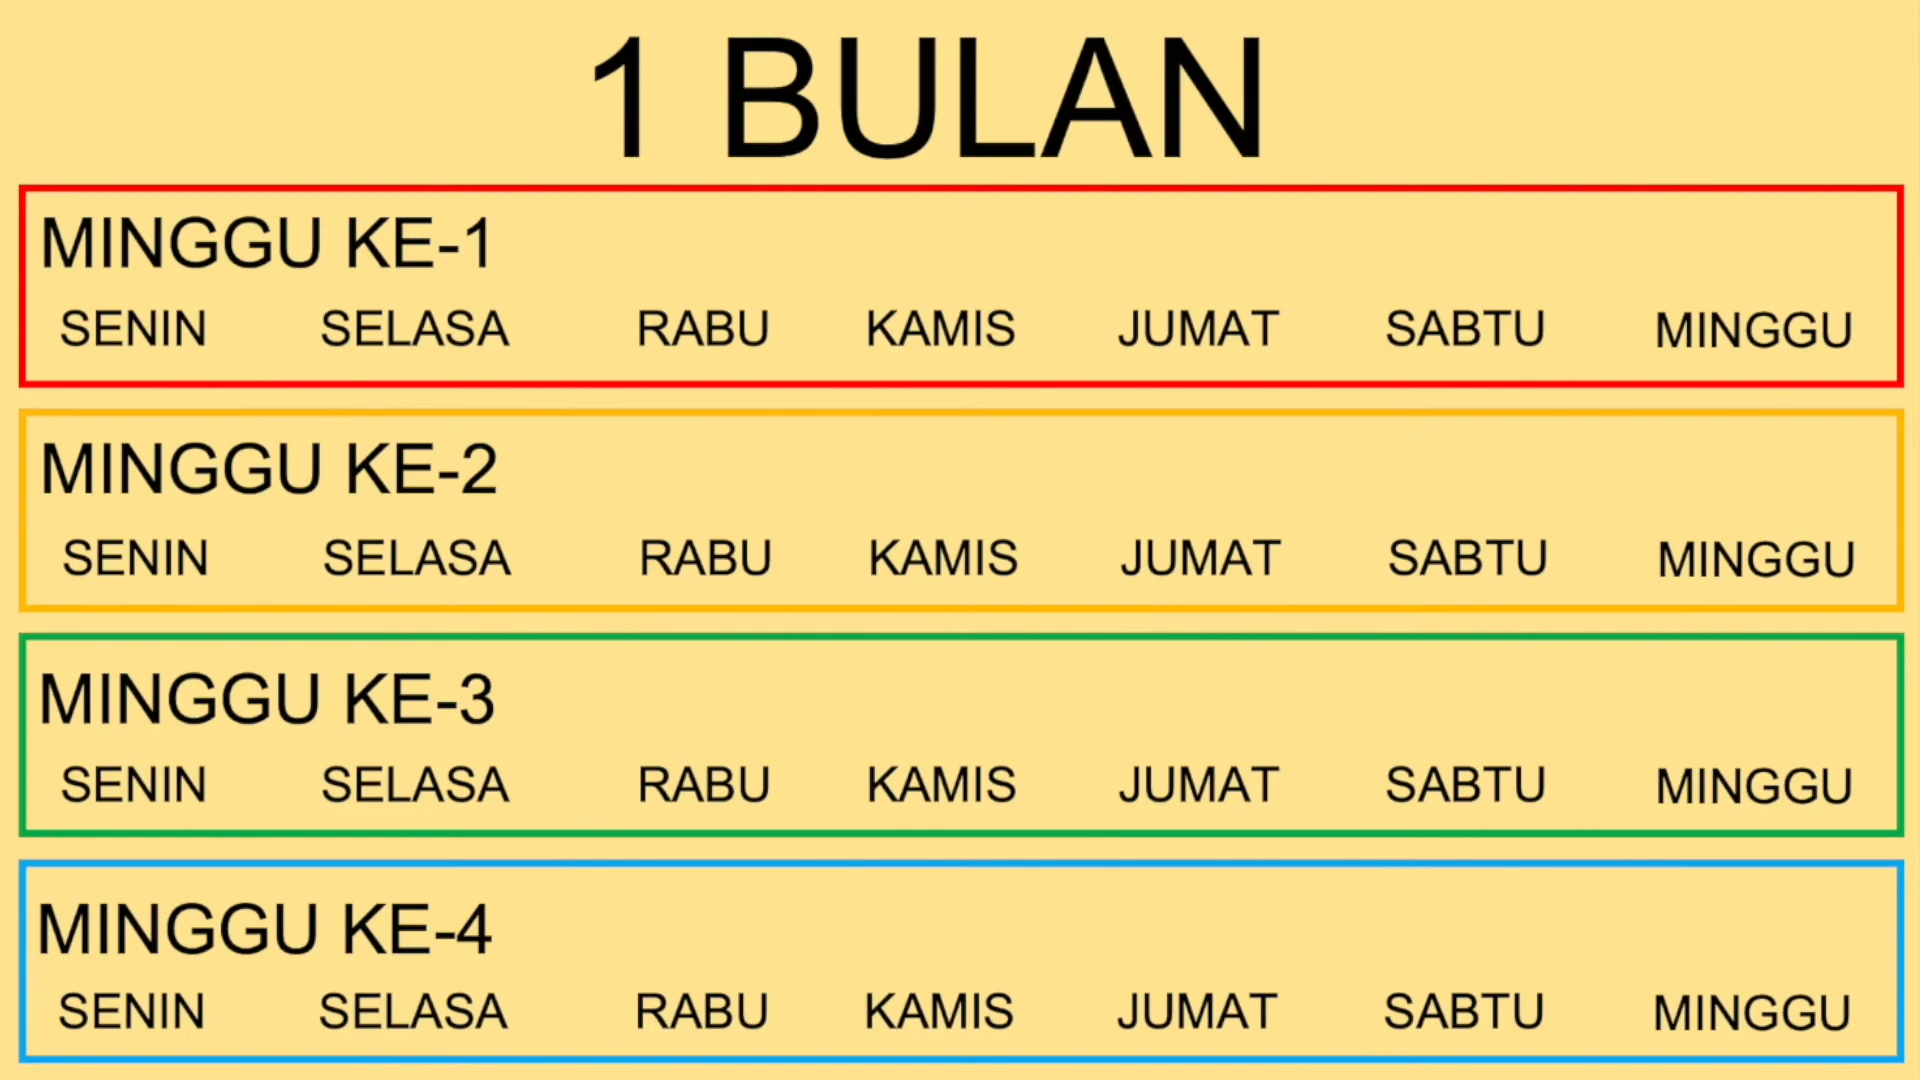 1 BULAN
MINGGU KE-1
SENIN SELASA RABU KAMIS JUMAT SABTU MINGGU
MINGGU KE-2
SENIN SELASA RABU KAMIS JUMAT SABTU MINGGU
MINGGU KE-3
SENIN SELASA RABU KAMIS JUMAT SABTU MINGGU
MINGGU KE-4
SENIN SELASA RABU KAMIS JUMAT SABTU MINGGU